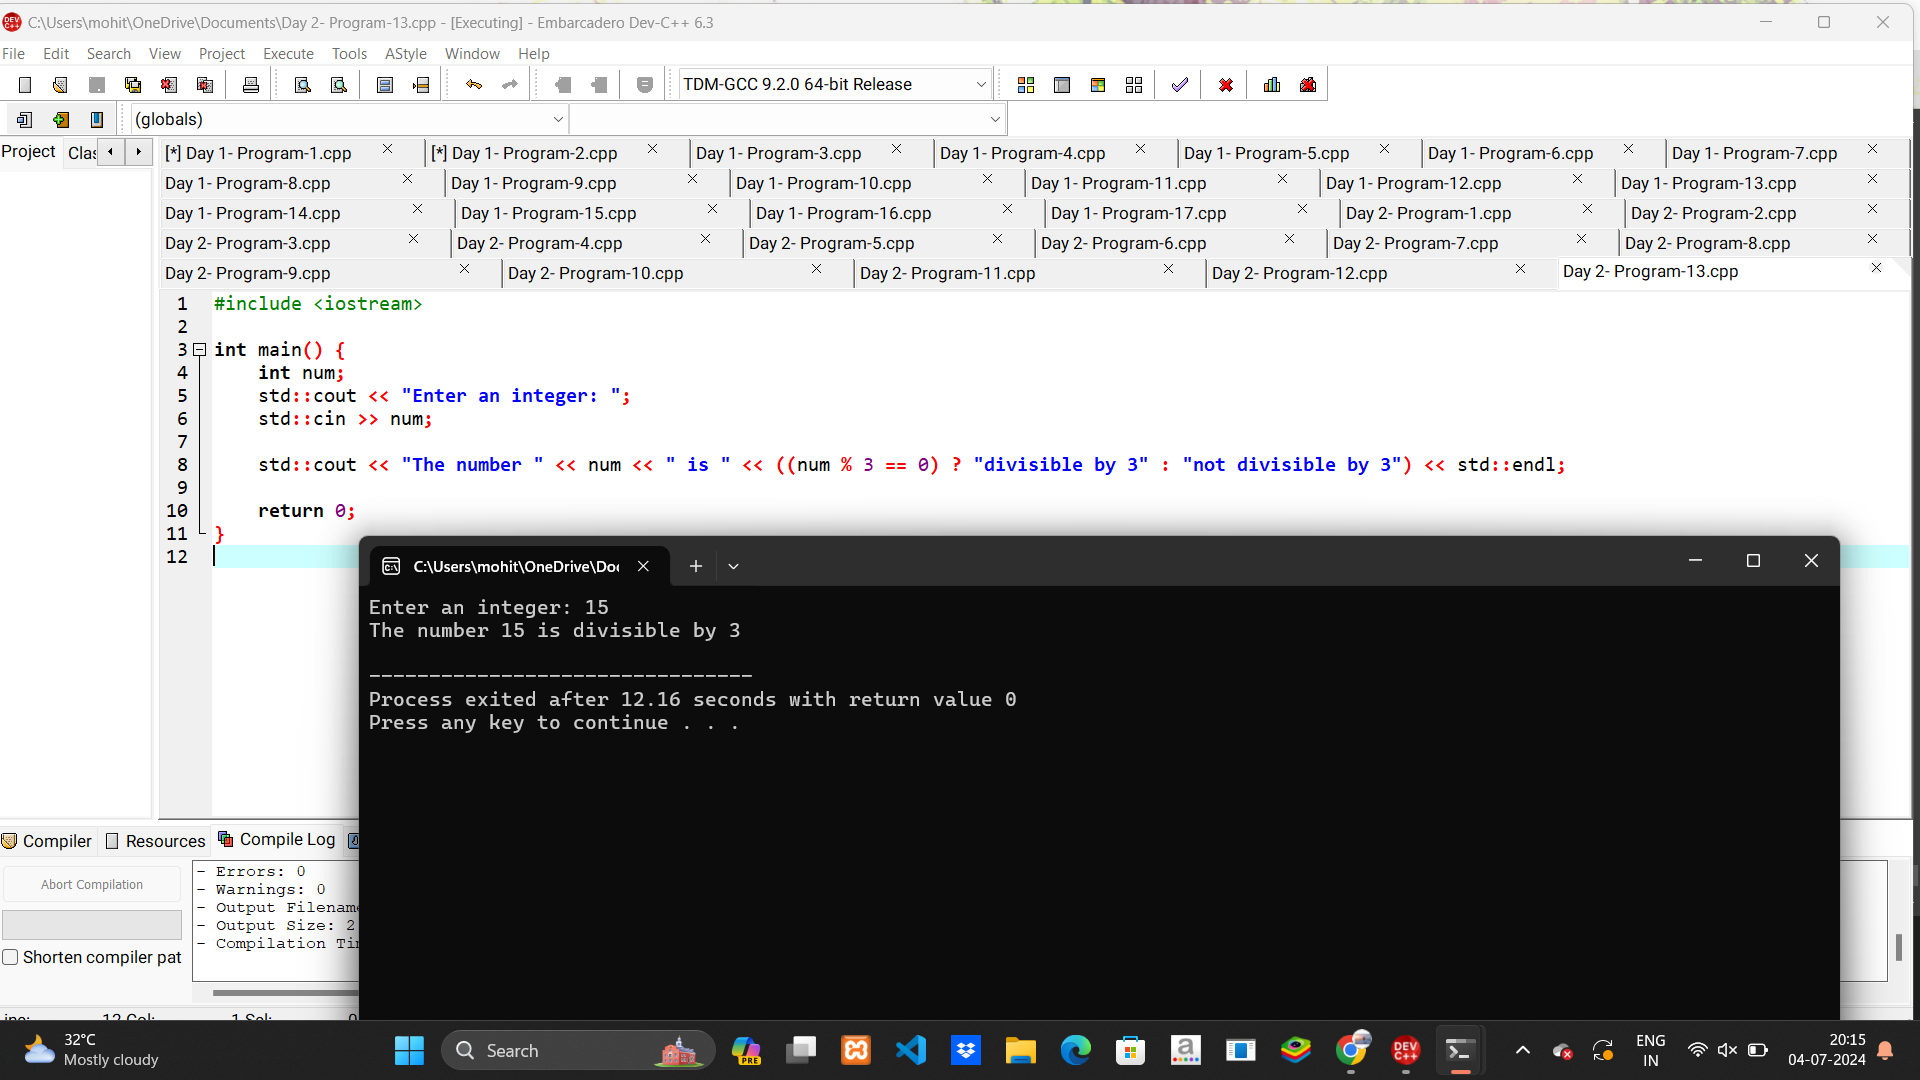 C:\Users\mohit\OneDrive\Documents\Day 2- Program-13.cpp - [Executing] - Embarcadero Dev-C++ 6.3
File Edit Search View Project Execute Tools AStyle Window Help
TDM-GCC 9.2.0 64-bit Release
(globals)
Project Clas
[*] Day 1- Program-1.cpp [*] Day 1- Program-2.cpp Day 1- Program-3.cpp Day 1- Program-4.cpp Day 1- Program-5.cpp Day 1- Program-6.cpp Day 1- Program-7.cpp
Day 1- Program-8.cpp Day 1- Program-9.cpp Day 1- Program-10.cpp Day 1- Program-11.cpp Day 1- Program-12.cpp Day 1- Program-13.cpp
Day 1- Program-14.cpp Day 1- Program-15.cpp Day 1- Program-16.cpp Day 1- Program-17.cpp Day 2- Program-1.cpp Day 2- Program-2.cpp
Day 2- Program-3.cpp Day 2- Program-4.cpp Day 2- Program-5.cpp Day 2- Program-6.cpp Day 2- Program-7.cpp Day 2- Program-8.cpp
Day 2- Program-9.cpp Day 2- Program-10.cpp Day 2- Program-11.cpp Day 2- Program-12.cpp Day 2- Program-13.cpp
1 #include <iostream>
2
3 int main() {
4     int num;
5     std::cout << "Enter an integer: ";
6     std::cin >> num;
7
8     std::cout << "The number " << num << " is " << ((num % 3 == 0) ? "divisible by 3" : "not divisible by 3") << std::endl;
9
10     return 0;
11 }
12
C:\Users\mohit\OneDrive\Doc
Enter an integer: 15
The number 15 is divisible by 3
--------------------------------
Process exited after 12.16 seconds with return value 0
Press any key to continue . . .
Compiler Resources Compile Log
Abort Compilation
Shorten compiler pat
- Errors: 0
- Warnings: 0
- Output Filename
- Output Size: 2
- Compilation Tim
12 Col: 1 Sel: 0
32°C
Mostly cloudy
Search
PRE
DEV C++
ENG
IN
20:15
04-07-2024